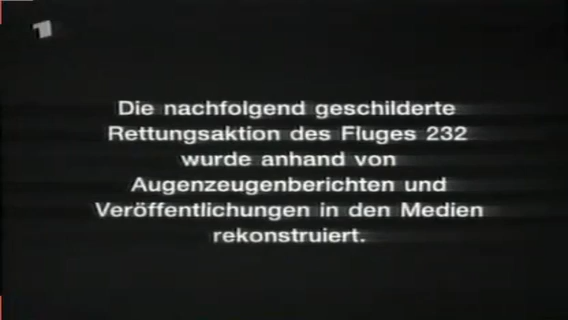 Die nachfolgend geschilderte
Rettungsaktion des Fluges 232
wurde anhand von
Augenzeugenberichten und
Veröffentlichungen in den Medien
rekonstruiert.